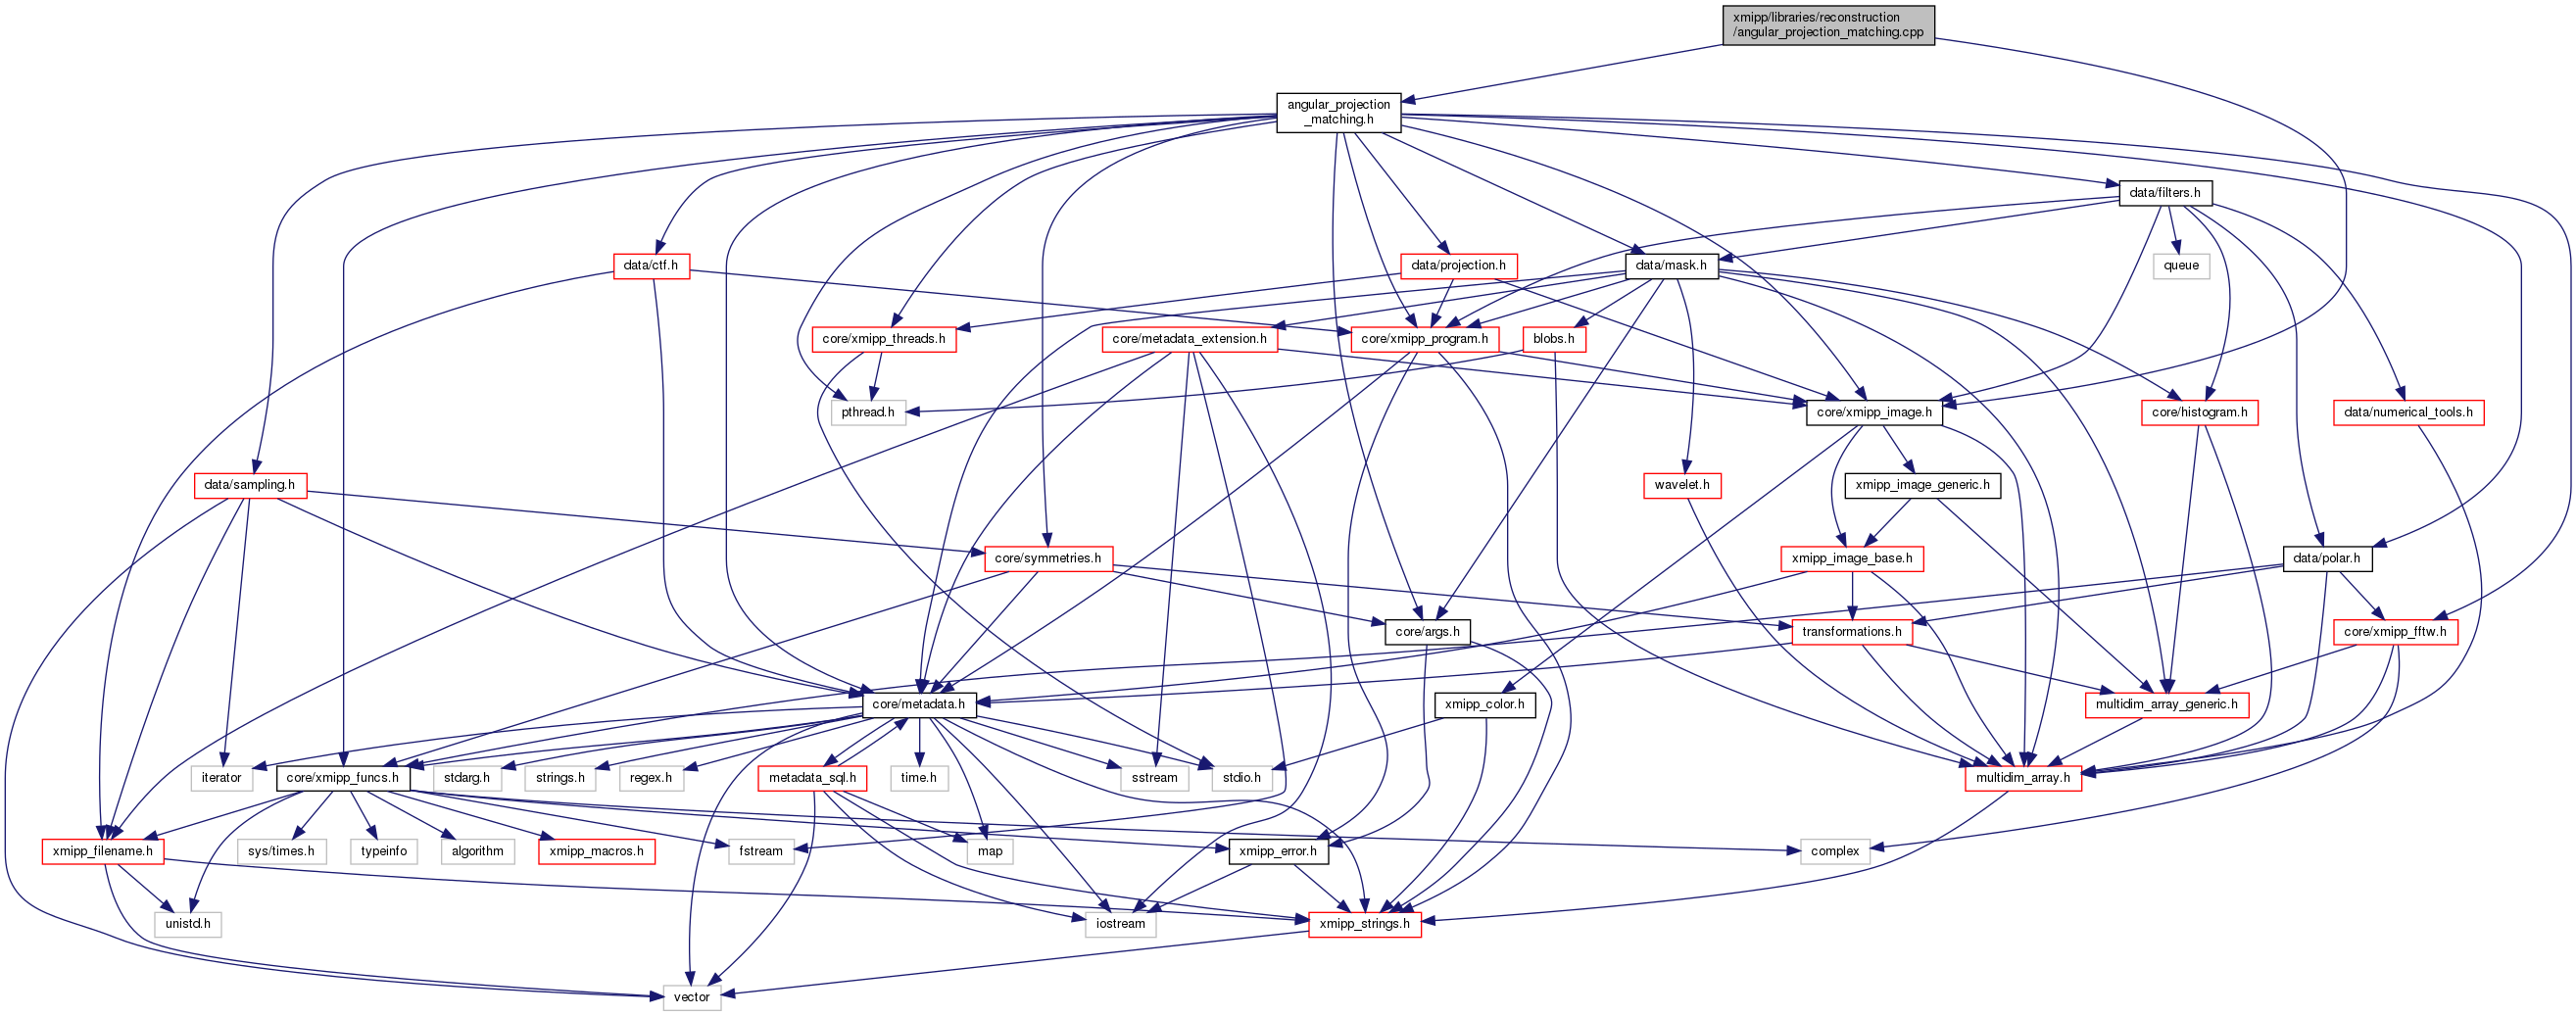 xmipp/libraries/reconstruction
/angular_projection_matching.cpp
angular_projection
_matching.h
data/filters.h
data/ctf.h
data/projection.h
data/mask.h
queue
core/xmipp_threads.h
core/metadata_extension.h
core/xmipp_program.h
blobs.h
pthread.h
core/xmipp_image.h
core/histogram.h
data/numerical_tools.h
data/sampling.h
wavelet.h
xmipp_image_generic.h
core/symmetries.h
xmipp_image_base.h
data/polar.h
core/args.h
transformations.h
core/xmipp_fftw.h
core/metadata.h
xmipp_color.h
multidim_array_generic.h
iterator
core/xmipp_funcs.h
stdarg.h
strings.h
regex.h
metadata_sql.h
time.h
sstream
stdio.h
multidim_array.h
xmipp_filename.h
sys/times.h
typeinfo
algorithm
xmipp_macros.h
fstream
map
xmipp_error.h
complex
unistd.h
iostream
xmipp_strings.h
vector